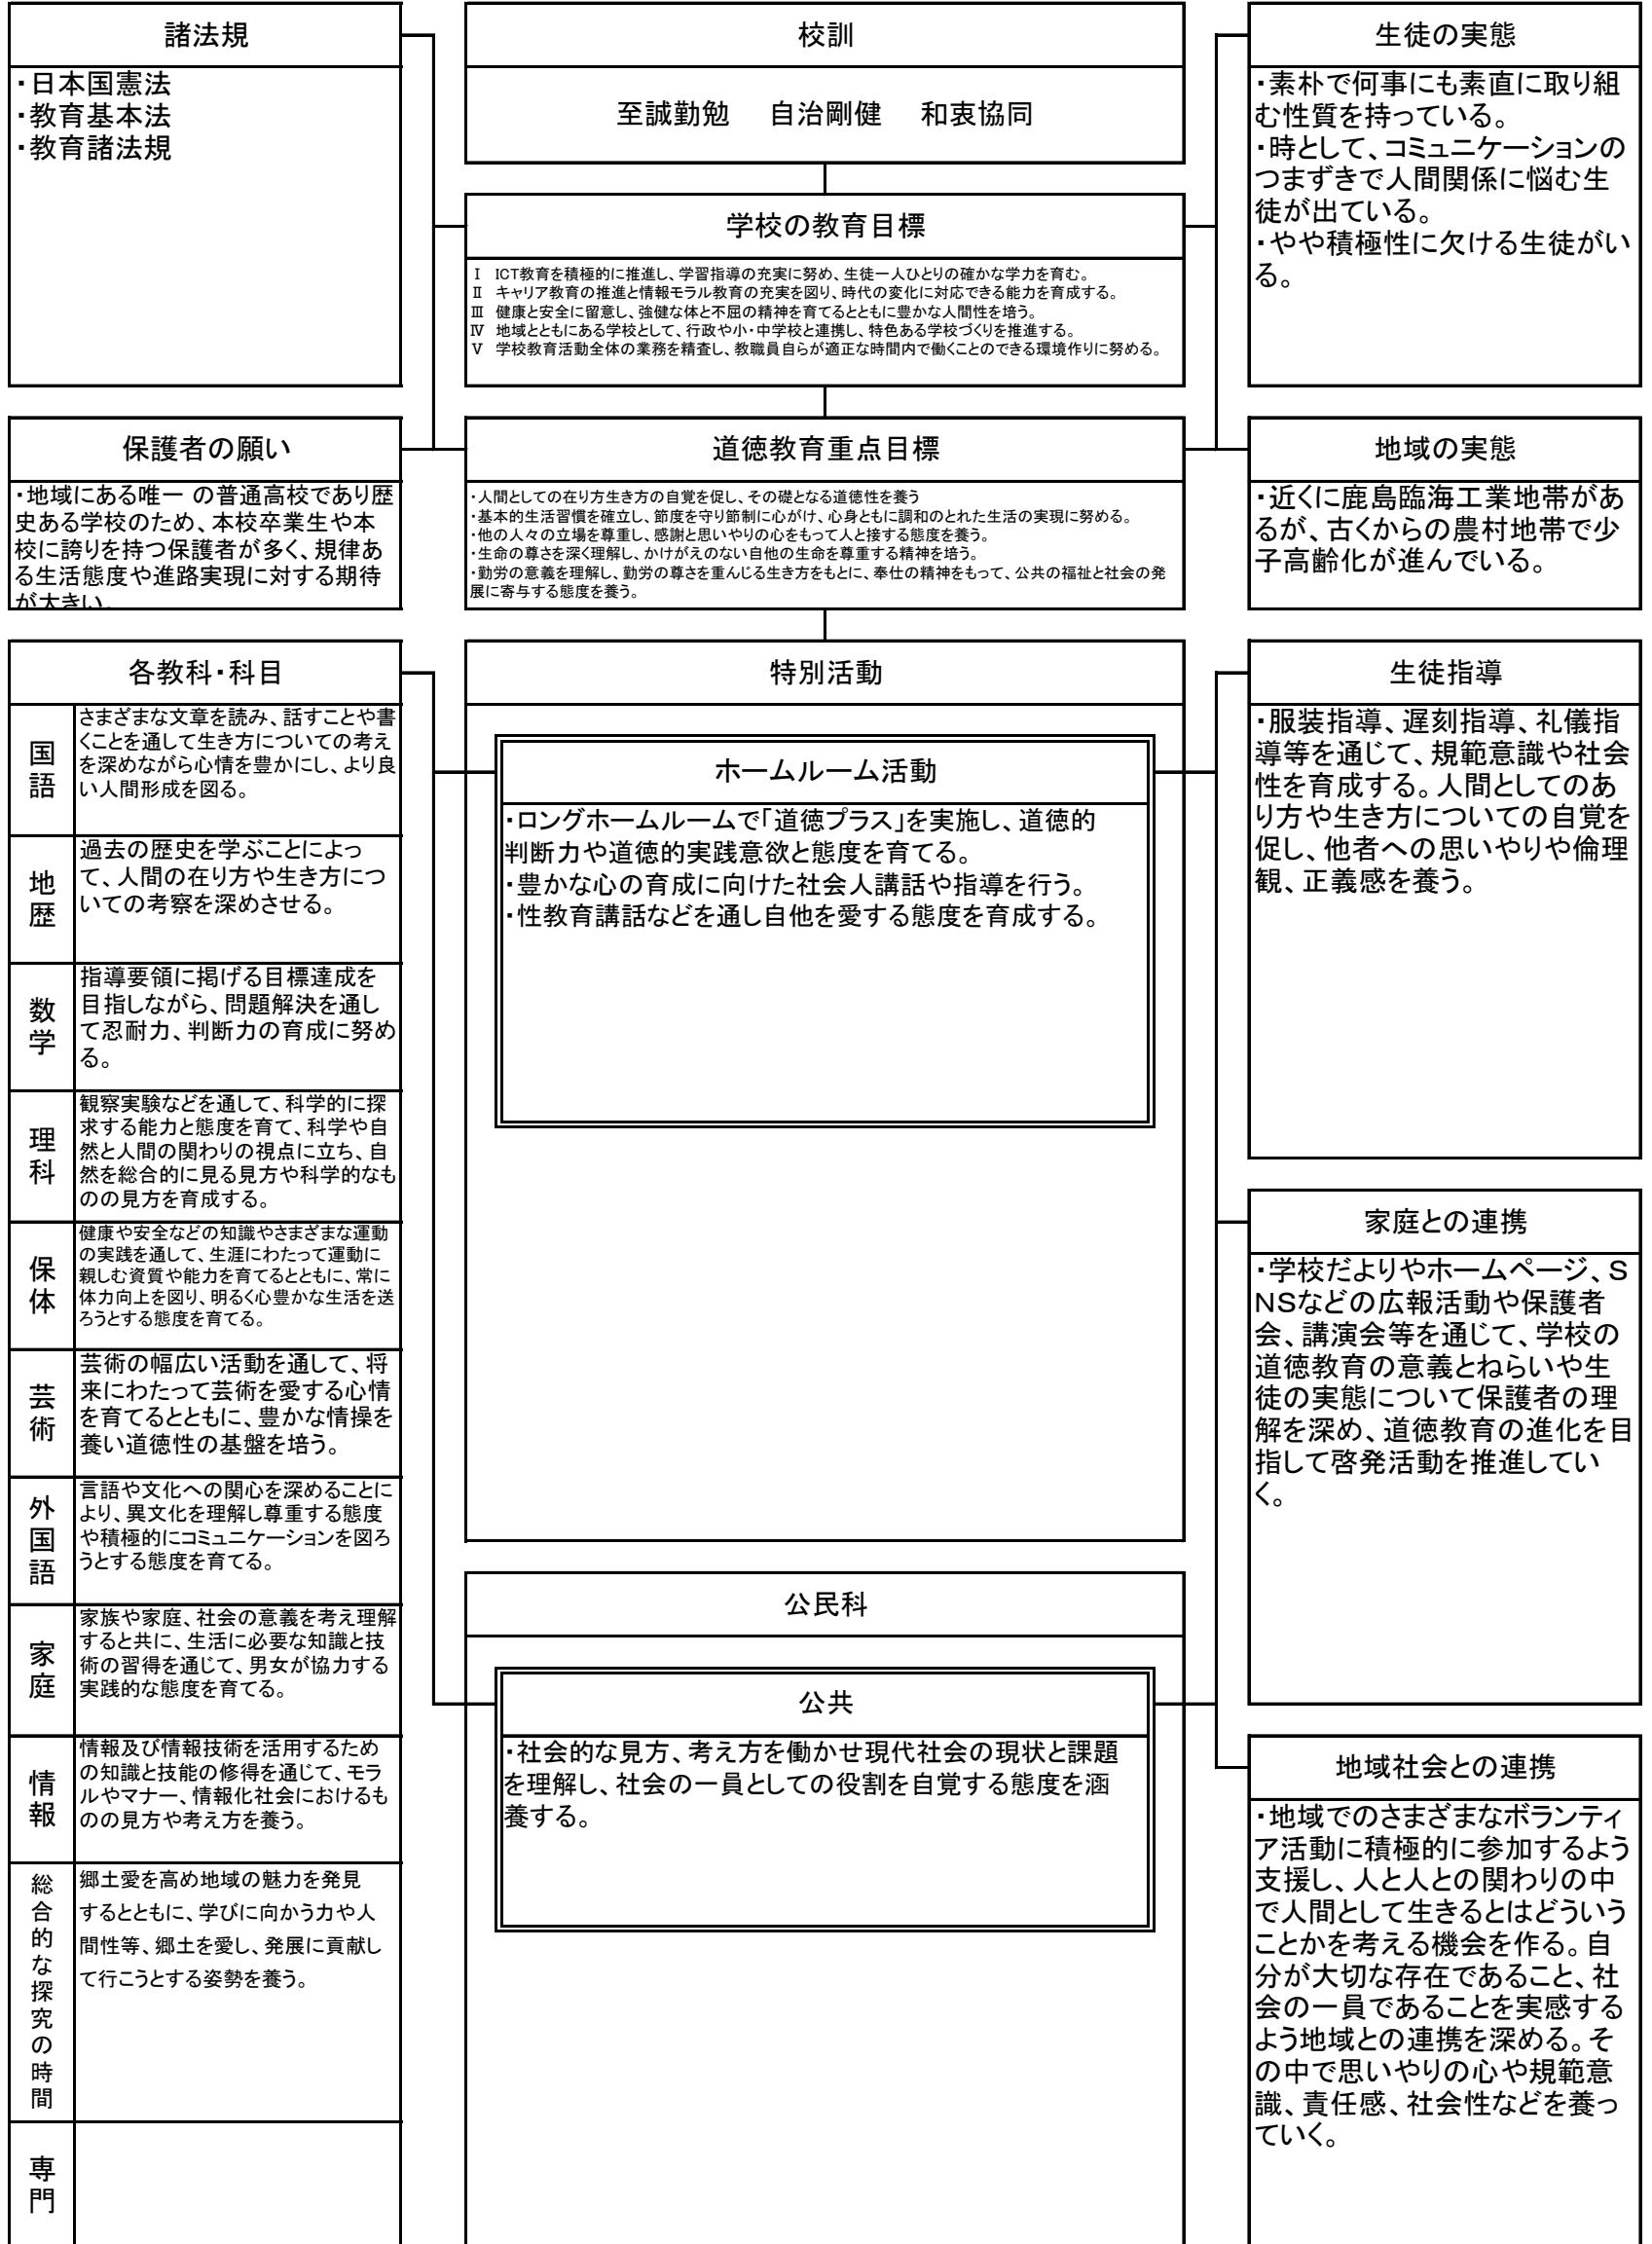 諸法規
・日本国憲法
・教育基本法
・教育諸法規
校訓
至誠勤勉　自治剛健　和衷協同
学校の教育目標
Ⅰ　ICT教育を積極的に推進し、学習指導の充実に努め、生徒一人ひとりの確かな学力を育む。
Ⅱ　キャリア教育の推進と情報モラル教育の充実を図り、時代の変化に対応できる能力を育成する。
Ⅲ　健康と安全に留意し、強健な体と不屈の精神を育てるとともに豊かな人間性を培う。
Ⅳ　地域とともにある学校として、行政や小・中学校と連携し、特色ある学校づくりを推進する。
Ⅴ　学校教育活動全体の業務を精査し、教職員自らが適正な時間内で働くことのできる環境作りに努める。
生徒の実態
・素朴で何事にも素直に取り組
む性質を持っている。
・時として、コミュニケーションの
つまずきで人間関係に悩む生
徒が出ている。
・やや積極性に欠ける生徒がい
る。
保護者の願い
・地域にある唯一 の普通高校であり歴
史ある学校のため、本校卒業生や本
校に誇りを持つ保護者が多く、規律あ
る生活態度や進路実現に対する期待
が大きい。
道徳教育重点目標
・人間としての在り方生き方の自覚を促し、その礎となる道徳性を養う
・基本的生活習慣を確立し、節度を守り節制に心がけ、心身ともに調和のとれた生活の実現に努める。
・他の人々の立場を尊重し、感謝と思いやりの心をもって人と接する態度を養う。
・生命の尊さを深く理解し、かけがえのない自他の生命を尊重する精神を培う。
・勤労の意義を理解し、勤労の尊さを重んじる生き方をもとに、奉仕の精神をもって、公共の福祉と社会の発
展に寄与する態度を養う。
地域の実態
・近くに鹿島臨海工業地帯があ
るが、古くからの農村地帯で少
子高齢化が進んでいる。
各教科・科目
国語
さまざまな文章を読み、話すことや書
くことを通して生き方についての考え
を深めながら心情を豊かにし、より良
い人間形成を図る。
地歴
過去の歴史を学ぶことによっ
て、人間の在り方や生き方につ
いての考察を深めさせる。
数学
指導要領に掲げる目標達成を
目指しながら、問題解決を通し
て忍耐力、判断力の育成に努め
る。
理科
観察実験などを通して、科学的に探
求する能力と態度を育て、科学や自
然と人間の関わりの視点に立ち、自
然を総合的に見る見方や科学的なも
のの見方を育成する。
保体
健康や安全などの知識やさまざまな運動
の実践を通して、生涯にわたって運動に
親しむ資質や能力を育てるとともに、常に
体力向上を図り、明るく心豊かな生活を送
ろうとする態度を育てる。
芸術
芸術の幅広い活動を通して、将
来にわたって芸術を愛する心情
を育てるとともに、豊かな情操を
養い道徳性の基盤を培う。
外国語
言語や文化への関心を深めることに
より、異文化を理解し尊重する態度
や積極的にコミュニケーションを図ろ
うとする態度を育てる。
家庭
家族や家庭、社会の意義を考え理解
すると共に、生活に必要な知識と技
術の習得を通じて、男女が協力する
実践的な態度を育てる。
情報
情報及び情報技術を活用するため
の知識と技能の修得を通じて、モラ
ルやマナー、情報化社会におけるも
のの見方や考え方を養う。
総合的な探究の時間
郷土愛を高め地域の魅力を発見
するとともに、学びに向かう力や人
間性等、郷土を愛し、発展に貢献し
て行こうとする姿勢を養う。
専門
特別活動
ホームルーム活動
・ロングホームルームで「道徳プラス」を実施し、道徳的
判断力や道徳的実践意欲と態度を育てる。
・豊かな心の育成に向けた社会人講話や指導を行う。
・性教育講話などを通し自他を愛する態度を育成する。
公民科
公共
・社会的な見方、考え方を働かせ現代社会の現状と課題
を理解し、社会の一員としての役割を自覚する態度を涵
養する。
生徒指導
・服装指導、遅刻指導、礼儀指
導等を通じて、規範意識や社会
性を育成する。人間としてのあ
り方や生き方についての自覚を
促し、他者への思いやりや倫理
観、正義感を養う。
家庭との連携
・学校だよりやホームページ、S
NSなどの広報活動や保護者
会、講演会等を通じて、学校の
道徳教育の意義とねらいや生
徒の実態について保護者の理
解を深め、道徳教育の進化を目
指して啓発活動を推進してい
く。
地域社会との連携
・地域でのさまざまなボランティ
ア活動に積極的に参加するよう
支援し、人と人との関わりの中
で人間として生きるとはどういう
ことかを考える機会を作る。自
分が大切な存在であること、社
会の一員であることを実感する
よう地域との連携を深める。そ
の中で思いやりの心や規範意
識、責任感、社会性などを養っ
ていく。